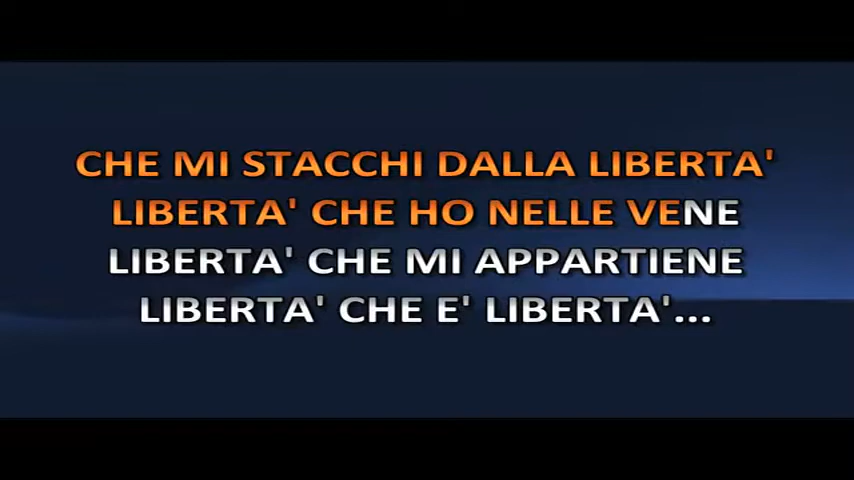 CHE MI STACCHI DALLA LIBERTA'
LIBERTA' CHE HO NELLE VENE
LIBERTA' CHE MI APPARTIENE
LIBERTA' CHE E' LIBERTA'...